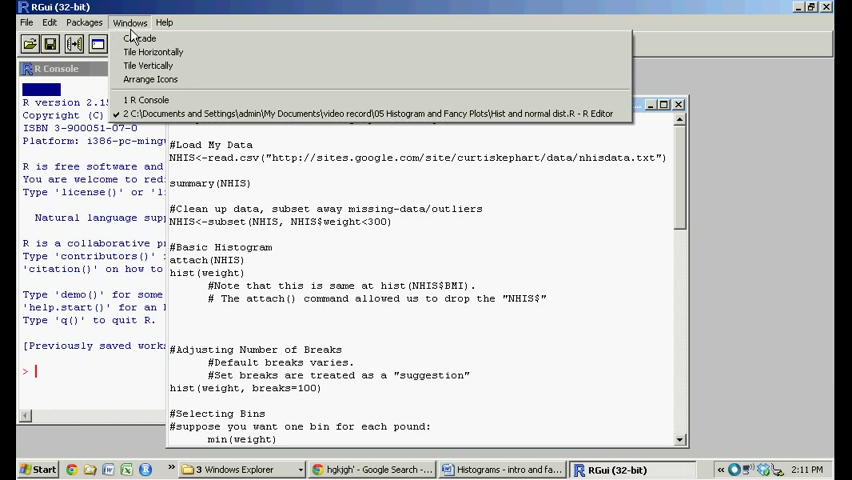 RGui (32-bit)
File Edit Packages Windows Help
Cascade
Tile Horizontally
Tile Vertically
Arrange Icons
1 R Console
2 C:\Documents and Settings\admin\My Documents\video record\05 Histogram and Fancy Plots\Hist and normal dist.R - R Editor
R Console
R version 2.1
Copyright (C)
ISBN 3-900051-07-0
Platform: i386-pc-mingw
R is free software and
You are welcome to redi
Type 'license()' or 'li
Natural language supp
R is a collaborative pr
Type 'contributors()' i
'citation()' on how to
Type 'demo()' for some
'help.start()' for an H
Type 'q()' to quit R.
[Previously saved works
>
#Load My Data
NHIS<-read.csv("http://sites.google.com/site/curtiskephart/data/nhisdata.txt")
summary(NHIS)
#Clean up data, subset away missing-data/outliers
NHIS<-subset(NHIS, NHIS$weight<300)
#Basic Histogram
attach(NHIS)
hist(weight)
#Note that this is same at hist(NHIS$BMI).
# The attach() command allowed us to drop the "NHIS$"
#Adjusting Number of Breaks
#Default breaks varies.
#Set breaks are treated as a "suggestion"
hist(weight, breaks=100)
#Selecting Bins
#suppose you want one bin for each pound:
min(weight)
Start
3 Windows Explorer
hgkjgh' - Google Search -...
Histograms - intro and fa...
RGui (32-bit)
2:11 PM